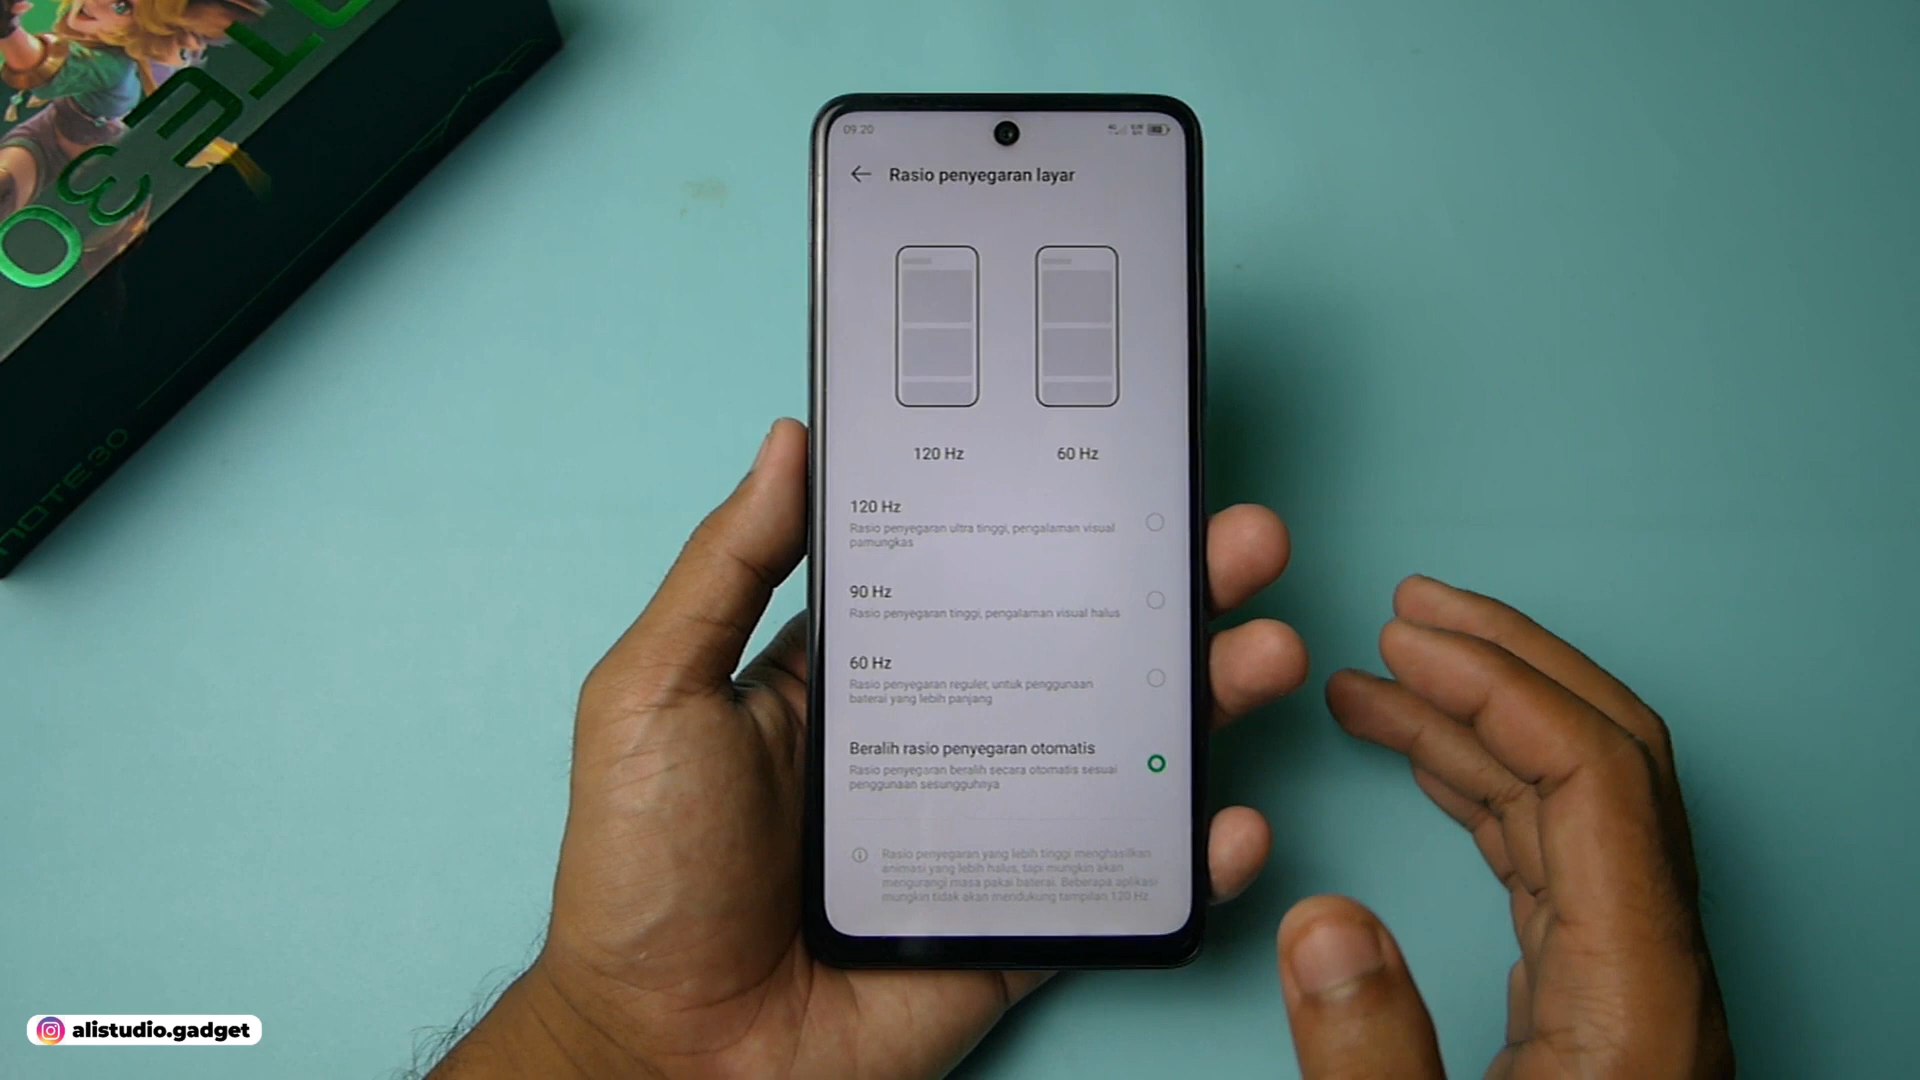 NOTE 30
NOTE 30
09.20
Rasio penyegaran layar
120 Hz
60 Hz
120 Hz
Rasio penyegaran ultra tinggi, pengalaman visual
pamungkas
90 Hz
Rasio penyegaran tinggi, pengalaman visual halus
60 Hz
Rasio penyegaran reguler, untuk penggunaan
baterai yang lebih panjang
Beralih rasio penyegaran otomatis
Rasio penyegaran beralih secara otomatis sesuai
penggunaan sesungguhnya
Rasio penyegaran yang lebih tinggi menghasilkan
animasi yang lebih halus, tapi mungkin akan
mengurangi masa pakai baterai. Beberapa aplikasi
mungkin tidak akan mendukung tampilan 120 Hz
alistudio.gadget